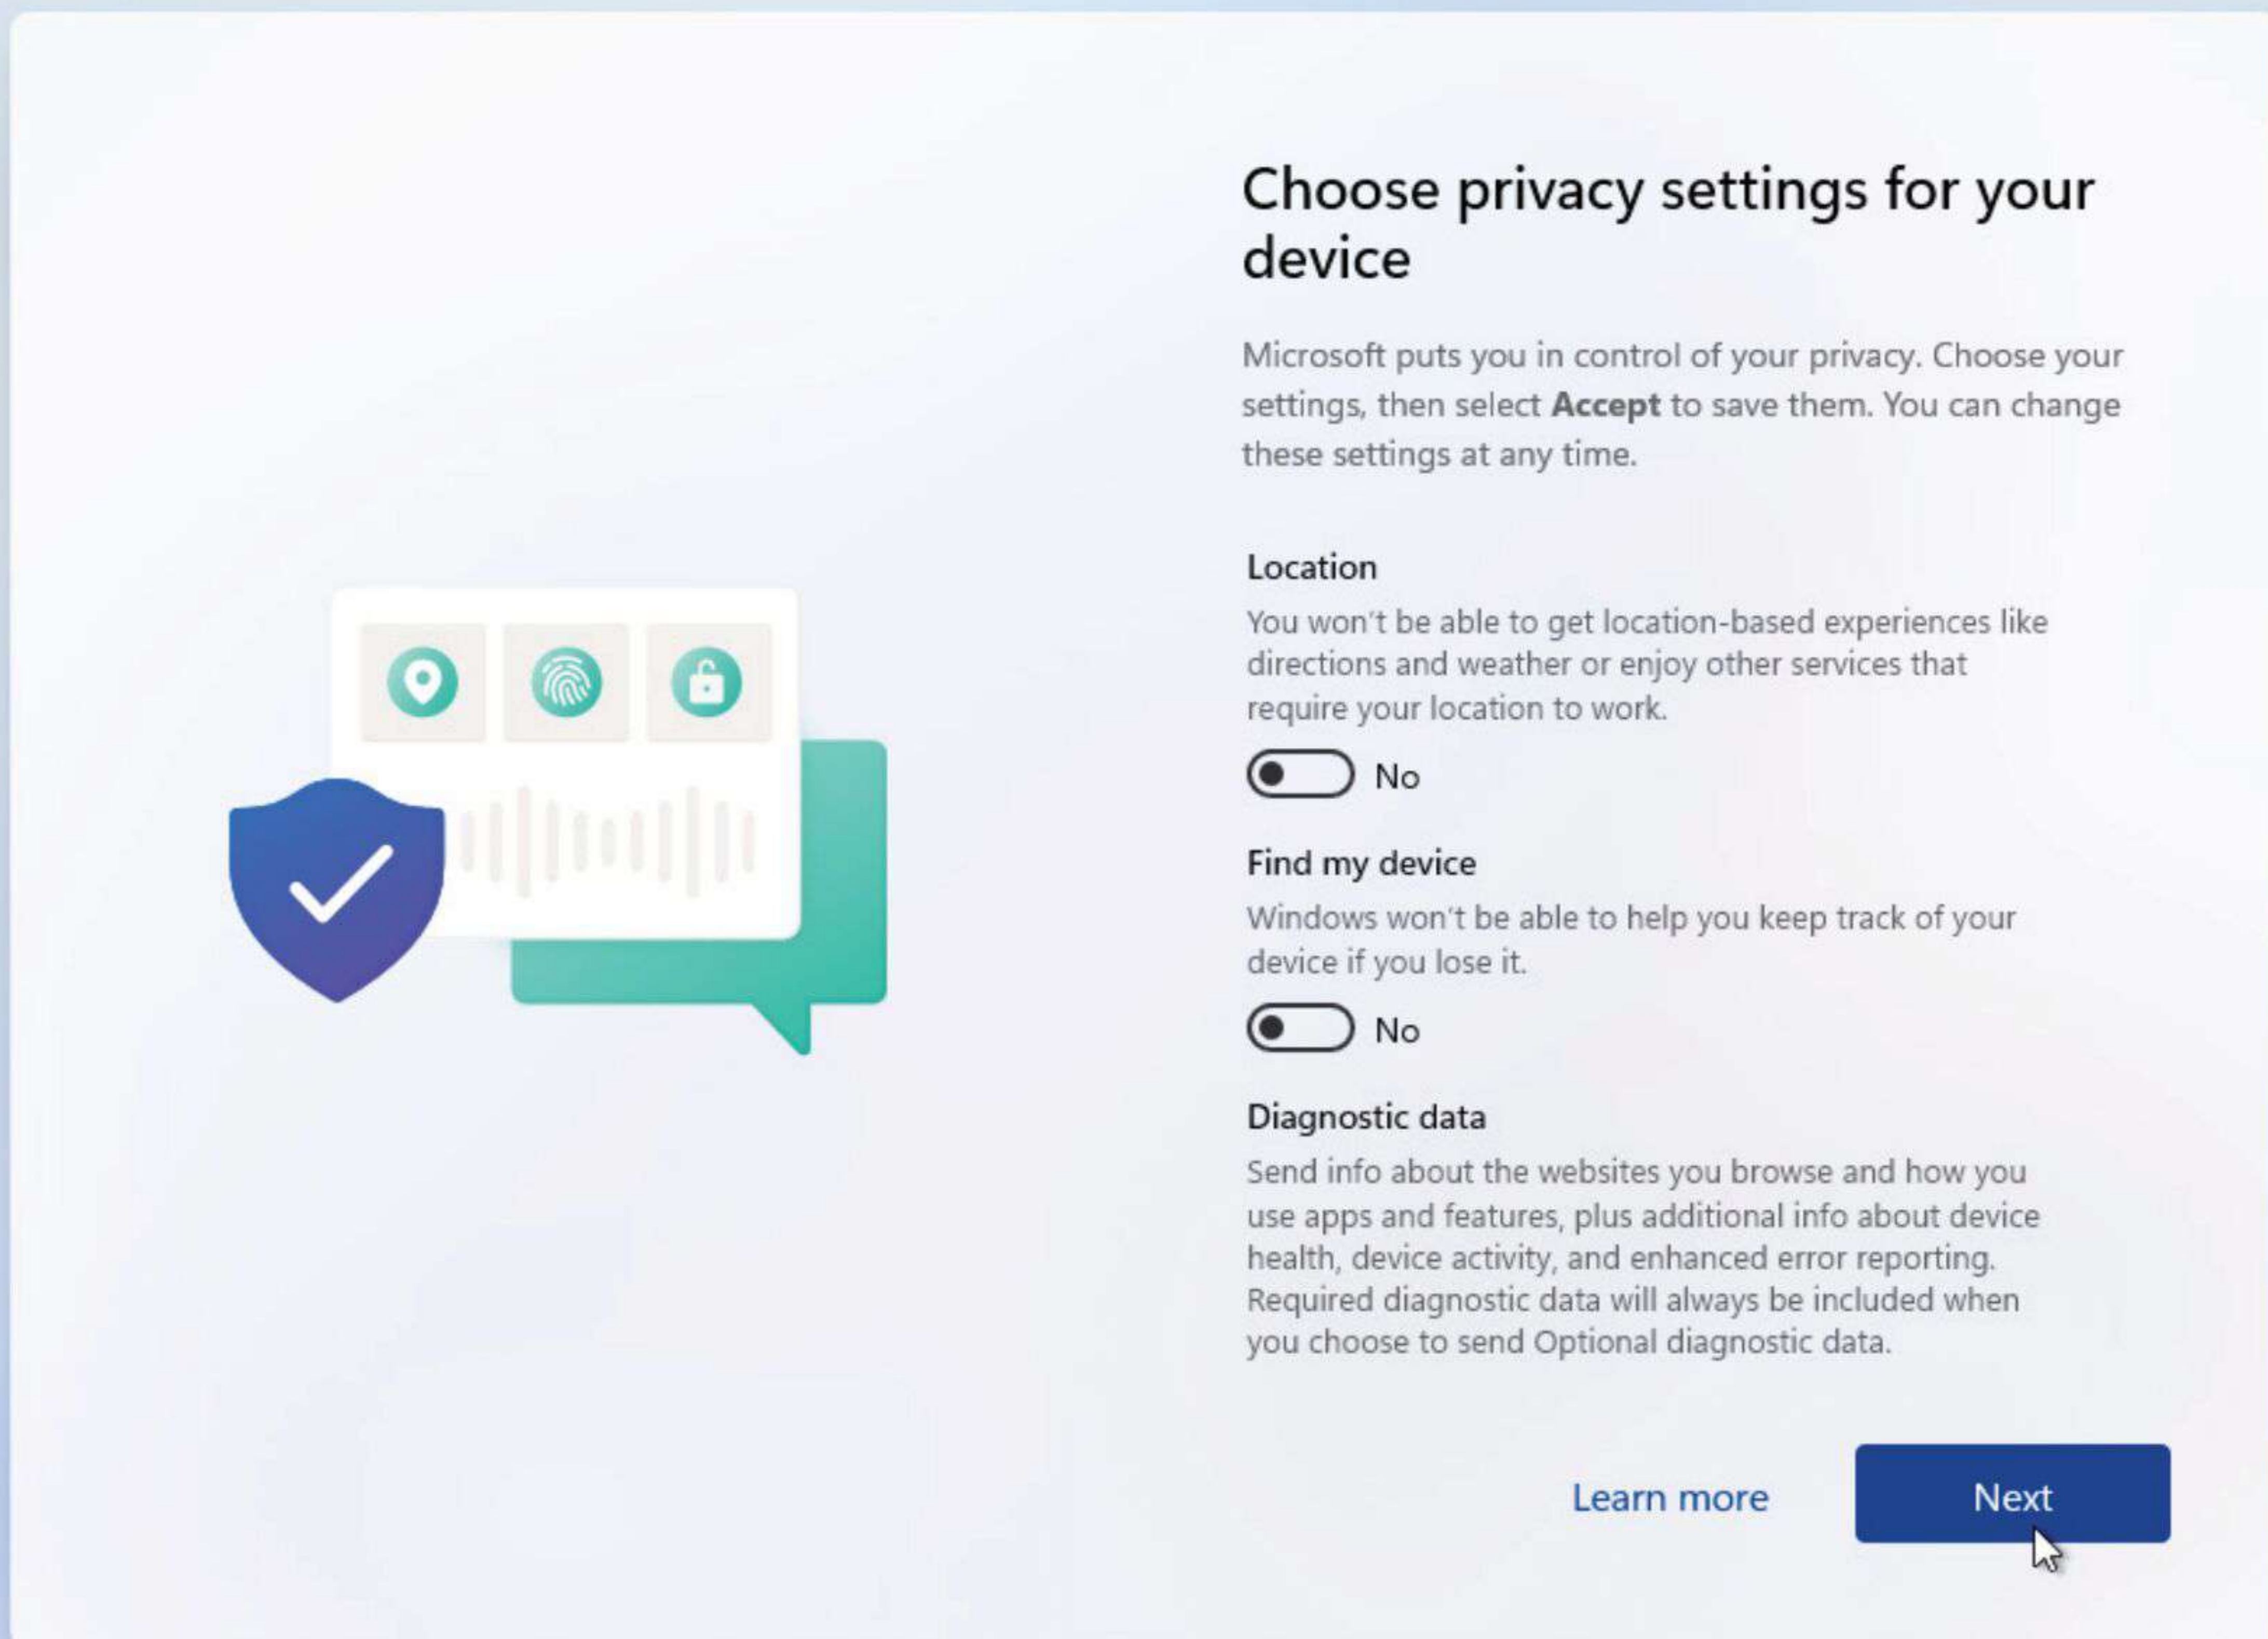 Choose privacy settings for your
device
Microsoft puts you in control of your privacy. Choose your
settings, then select Accept to save them. You can change
these settings at any time.
Location
You won't be able to get location-based experiences like
directions and weather or enjoy other services that
require your location to work.
No
Find my device
Windows won't be able to help you keep track of your
device if you lose it.
No
Diagnostic data
Send info about the websites you browse and how you
use apps and features, plus additional info about device
health, device activity, and enhanced error reporting.
Required diagnostic data will always be included when
you choose to send Optional diagnostic data.
Learn more
Next